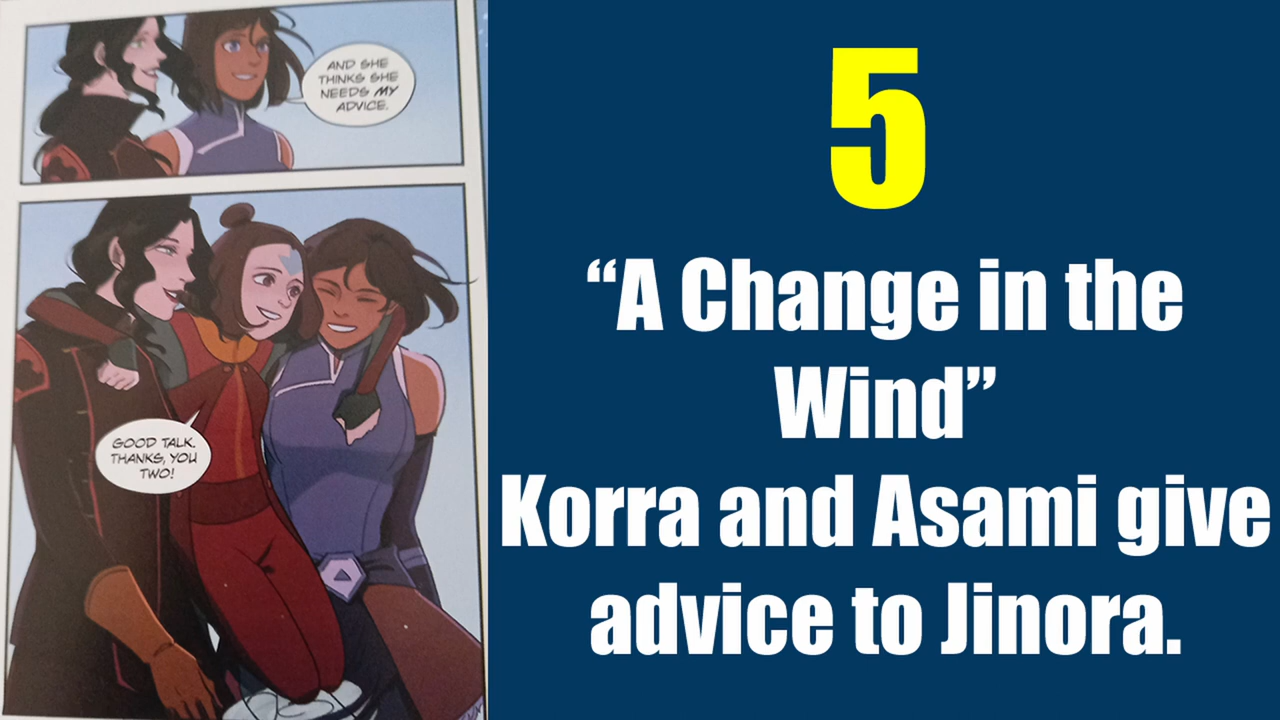 AND SHE
THINKS SHE
NEEDS MY
ADVICE.
GOOD TALK.
THANKS, YOU
TWO!
5
“A Change in the
Wind”
Korra and Asami give
advice to Jinora.